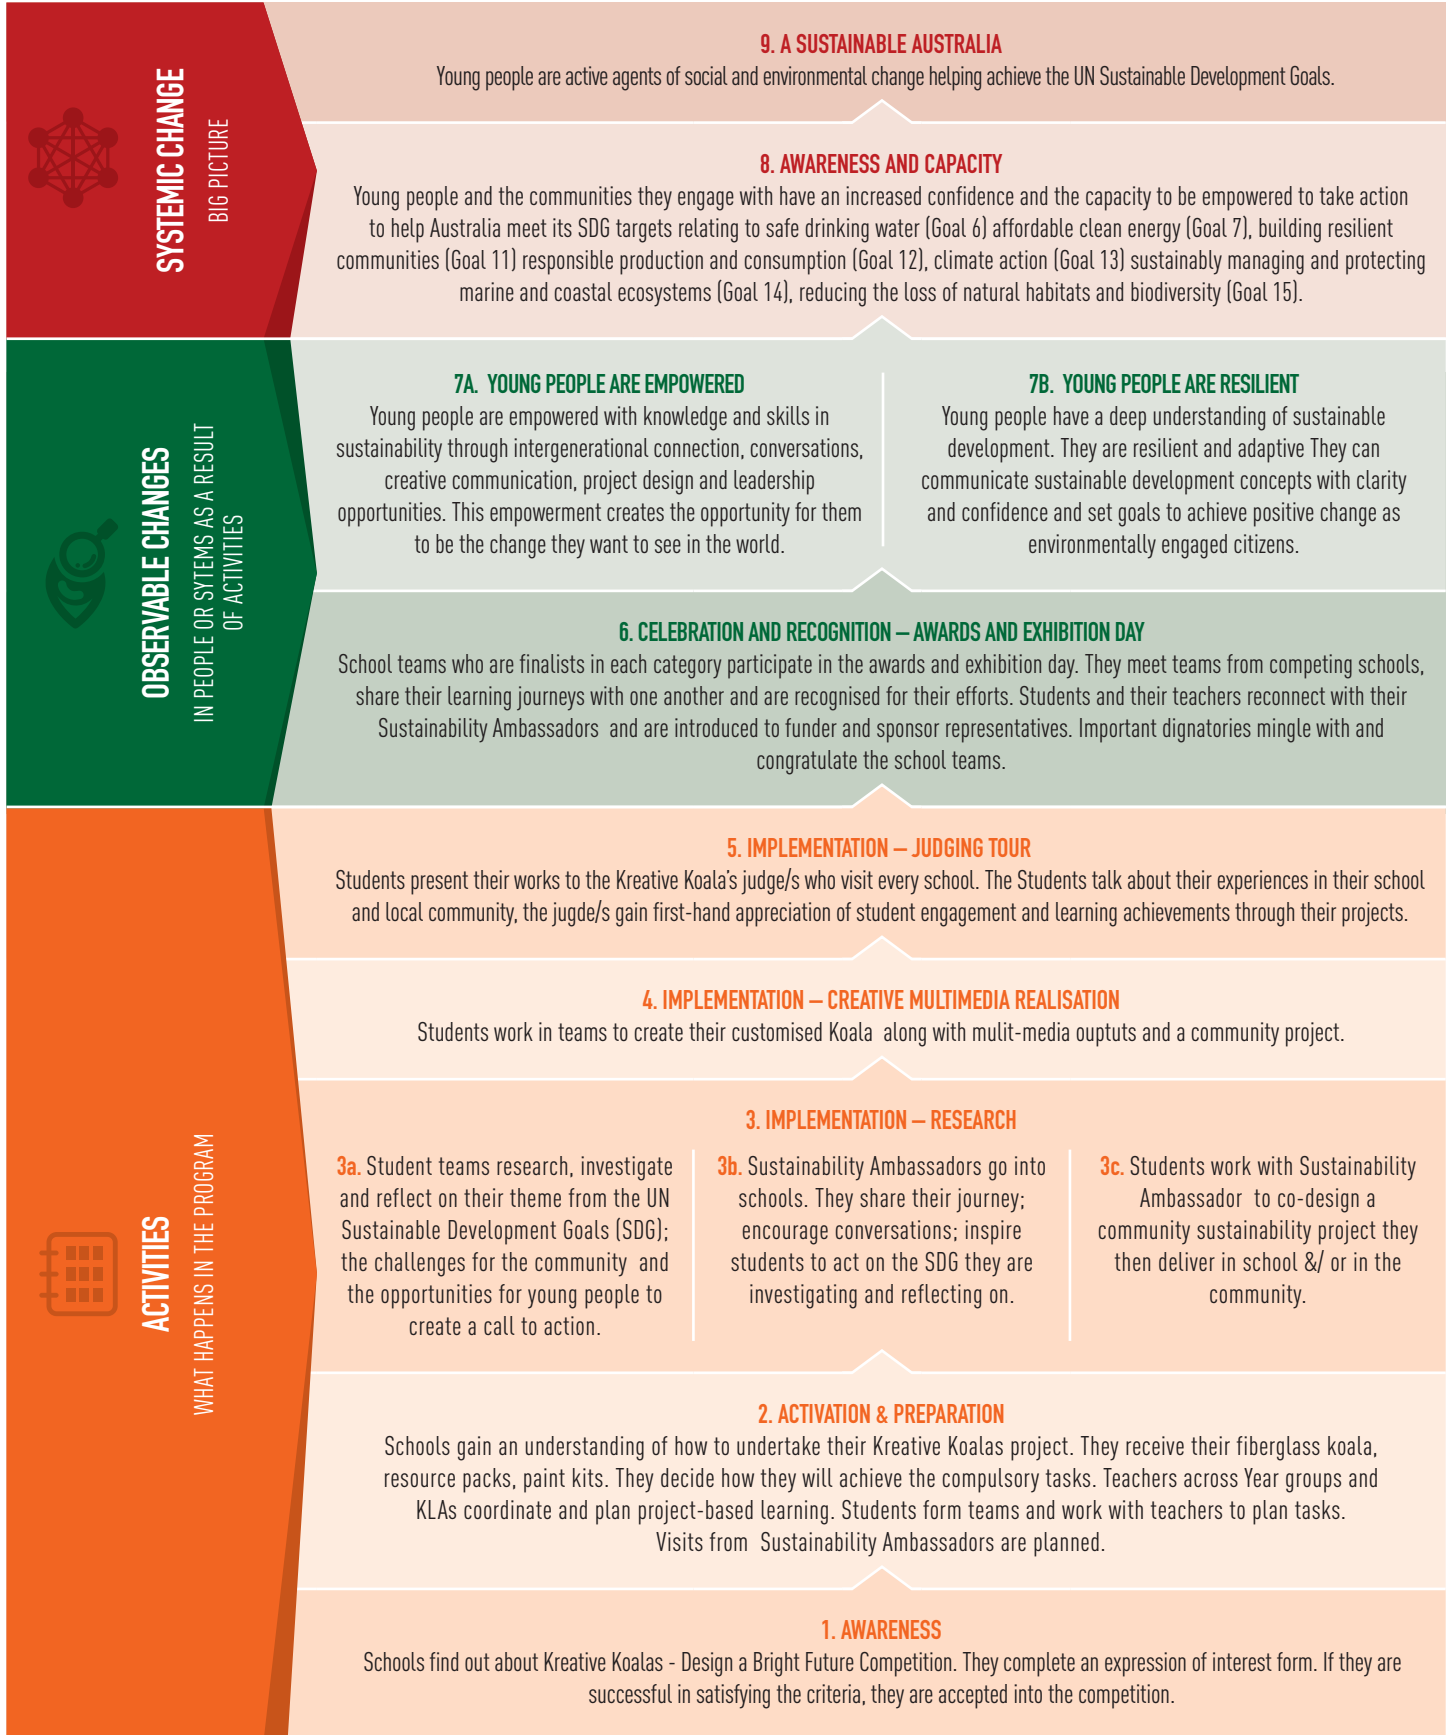 SYSTEMIC CHANGE
BIG PICTURE
9. A SUSTAINABLE AUSTRALIA
Young people are active agents of social and environmental change helping achieve the UN Sustainable Development Goals.
8. AWARENESS AND CAPACITY
Young people and the communities they engage with have an increased confidence and the capacity to be empowered to take action
to help Australia meet its SDG targets relating to safe drinking water (Goal 6) affordable clean energy (Goal 7), building resilient
communities (Goal 11) responsible production and consumption (Goal 12), climate action (Goal 13) sustainably managing and protecting
marine and coastal ecosystems (Goal 14), reducing the loss of natural habitats and biodiversity (Goal 15).
OBSERVABLE CHANGES
IN PEOPLE OR SYTEMS AS A RESULT
OF ACTIVITIES
7A. YOUNG PEOPLE ARE EMPOWERED
Young people are empowered with knowledge and skills in
sustainability through intergenerational connection, conversations,
creative communication, project design and leadership
opportunities. This empowerment creates the opportunity for them
to be the change they want to see in the world.
7B. YOUNG PEOPLE ARE RESILIENT
Young people have a deep understanding of sustainable
development. They are resilient and adaptive They can
communicate sustainable development concepts with clarity
and confidence and set goals to achieve positive change as
environmentally engaged citizens.
6. CELEBRATION AND RECOGNITION – AWARDS AND EXHIBITION DAY
School teams who are finalists in each category participate in the awards and exhibition day. They meet teams from competing schools,
share their learning journeys with one another and are recognised for their efforts. Students and their teachers reconnect with their
Sustainability Ambassadors and are introduced to funder and sponsor representatives. Important dignatories mingle with and
congratulate the school teams.
ACTIVITIES
WHAT HAPPENS IN THE PROGRAM
5. IMPLEMENTATION – JUDGING TOUR
Students present their works to the Kreative Koala's judge/s who visit every school. The Students talk about their experiences in their school
and local community, the jugde/s gain first-hand appreciation of student engagement and learning achievements through their projects.
4. IMPLEMENTATION – CREATIVE MULTIMEDIA REALISATION
Students work in teams to create their customised Koala along with mulit-media ouptuts and a community project.
3. IMPLEMENTATION – RESEARCH
3a. Student teams research, investigate
and reflect on their theme from the UN
Sustainable Development Goals (SDG);
the challenges for the community and
the opportunities for young people to
create a call to action.
3b. Sustainability Ambassadors go into
schools. They share their journey;
encourage conversations; inspire
students to act on the SDG they are
investigating and reflecting on.
3c. Students work with Sustainability
Ambassador to co-design a
community sustainability project they
then deliver in school &/ or in the
community.
2. ACTIVATION & PREPARATION
Schools gain an understanding of how to undertake their Kreative Koalas project. They receive their fiberglass koala,
resource packs, paint kits. They decide how they will achieve the compulsory tasks. Teachers across Year groups and
KLAs coordinate and plan project-based learning. Students form teams and work with teachers to plan tasks.
Visits from Sustainability Ambassadors are planned.
1. AWARENESS
Schools find out about Kreative Koalas - Design a Bright Future Competition. They complete an expression of interest form. If they are
successful in satisfying the criteria, they are accepted into the competition.